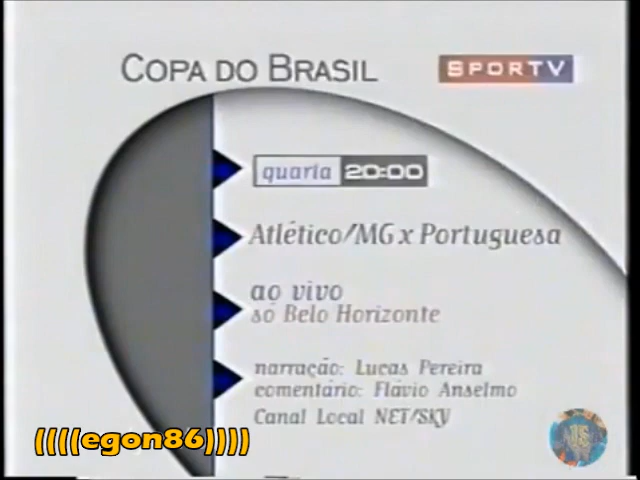 COPA DO BRASIL
SPORTV
quarta 20:00
Atlético/MG x Portuguesa
ao vivo
só Belo Horizonte
narração: Lucas Pereira
comentário: Flávio Anselmo
Canal Local NET/SKY
((((egon86))))